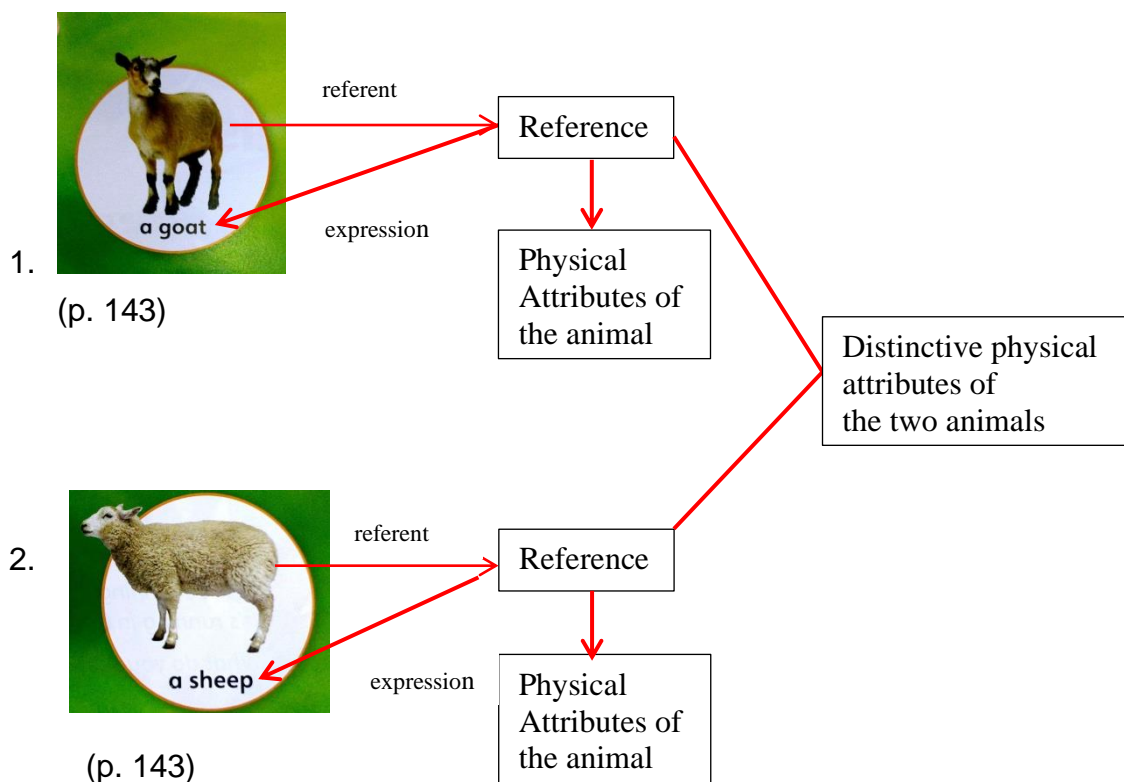 referent
Reference
a goat
expression
1.
Physical
Attributes of
the animal
(p. 143)
Distinctive physical
attributes of
the two animals
referent
2.
Reference
a sheep
expression
Physical
Attributes of
the animal
(p. 143)